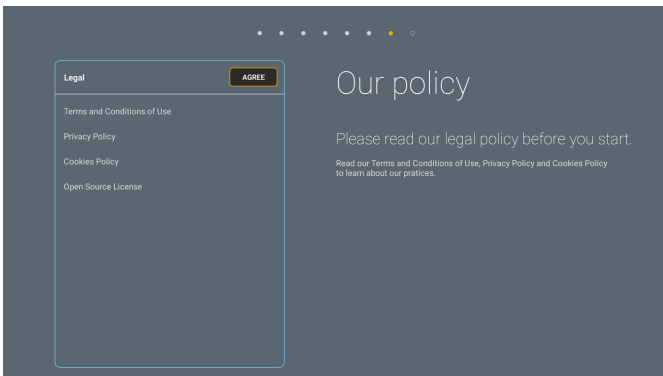 Legal
AGREE
Terms and Conditions of Use
Privacy Policy
Cookies Policy
Open Source License
Our policy
Please read our legal policy before you start.
Read our Terms and Conditions of Use, Privacy Policy and Cookies Policy
to learn about our pratices.